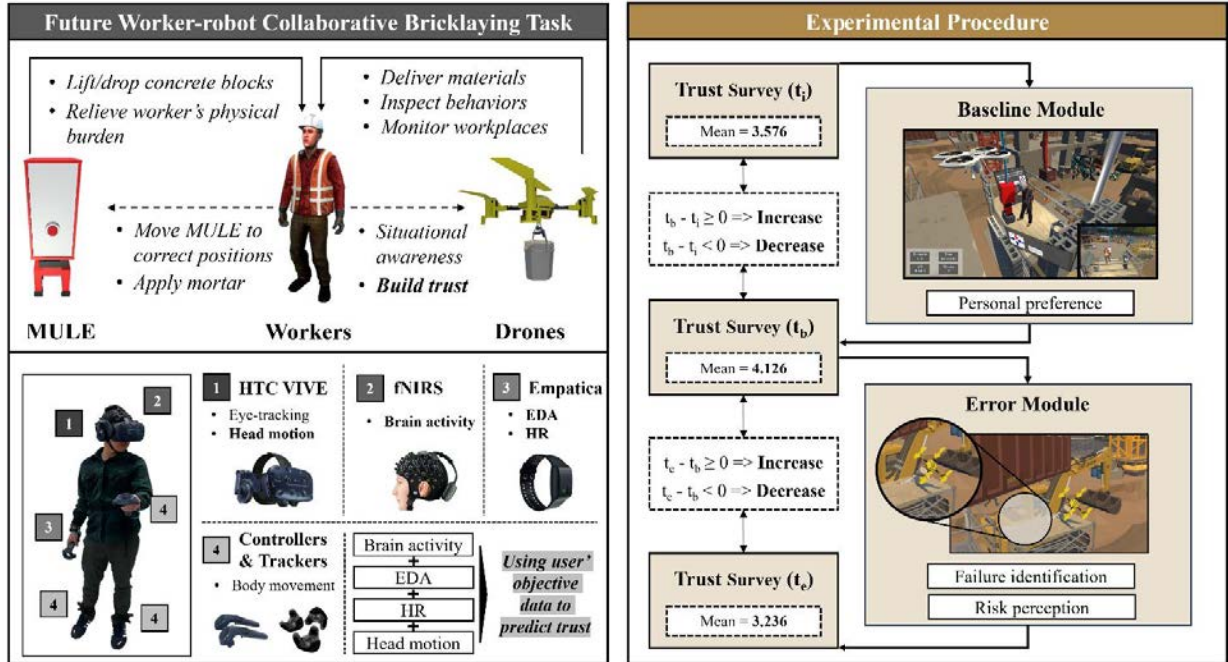 Future Worker-robot Collaborative Bricklaying Task
• Lift/drop concrete blocks
• Relieve worker's physical
burden
• Deliver materials
• Inspect behaviors
• Monitor workplaces
• Move MULE to
correct positions
• Apply mortar
• Situational
awareness
• Build trust
MULE
Workers
Drones
1
2
3
4
4
4
1 HTC VIVE
• Eye-tracking
• Head motion
2 fNIRS
• Brain activity
3 Empatica
• EDA
• HR
4 Controllers
& Trackers
• Body movement
Brain activity
+
EDA
+
HR
+
Head motion
Using user'
objective
data to
predict trust
Experimental Procedure
Trust Survey (ti)
Mean = 3.576
tb - ti ≥ 0 => Increase
tb - ti < 0 => Decrease
Trust Survey (tb)
Mean = 4.126
te - tb ≥ 0 => Increase
te - tb < 0 => Decrease
Trust Survey (te)
Mean = 3,236
Baseline Module
Personal preference
Error Module
Failure identification
Risk perception